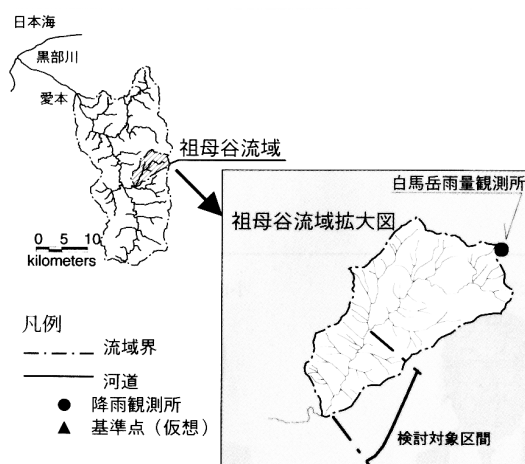 日本海
黒部川
愛本
祖母谷流域
白馬岳雨量観測所
祖母谷流域拡大図
0 5 10
kilometers
凡例
流域界
河道
降雨観測所
基準点（仮想）
検討対象区間